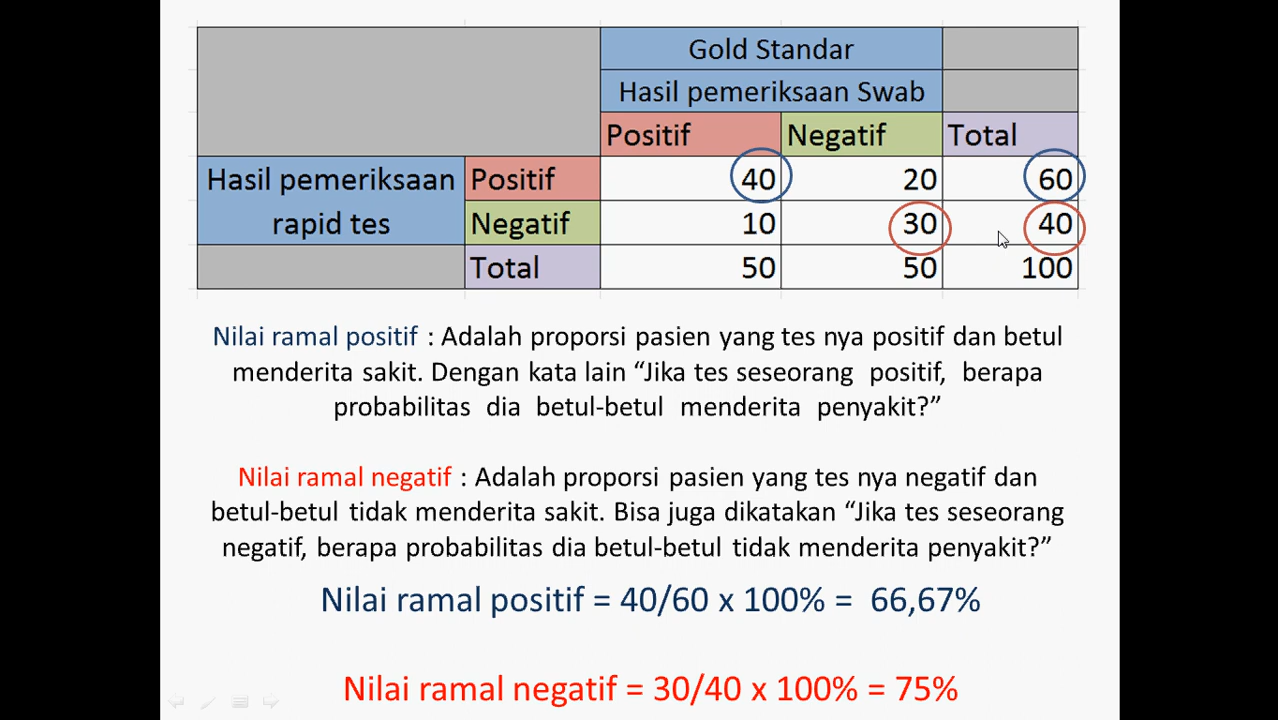 Gold Standar
Hasil pemeriksaan Swab
Positif Negatif Total
Hasil pemeriksaan Positif 40 20 60
rapid tes Negatif 10 30 40
Total 50 50 100
Nilai ramal positif : Adalah proporsi pasien yang tes nya positif dan betul
menderita sakit. Dengan kata lain “Jika tes seseorang positif, berapa
probabilitas dia betul-betul menderita penyakit?”
Nilai ramal negatif : Adalah proporsi pasien yang tes nya negatif dan
betul-betul tidak menderita sakit. Bisa juga dikatakan “Jika tes seseorang
negatif, berapa probabilitas dia betul-betul tidak menderita penyakit?”
Nilai ramal positif = 40/60 x 100% = 66,67%
Nilai ramal negatif = 30/40 x 100% = 75%